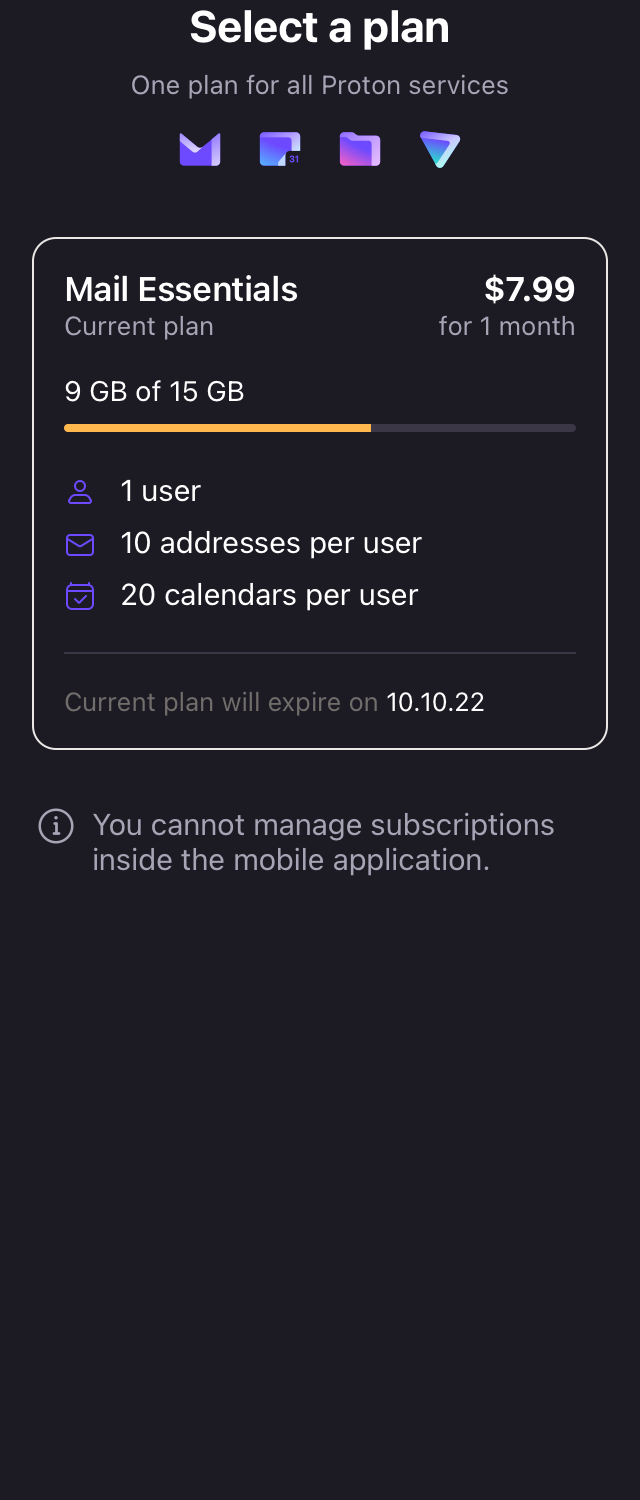 Select a plan
One plan for all Proton services
31
Mail Essentials $7.99
Current plan for 1 month
9 GB of 15 GB
1 user
10 addresses per user
20 calendars per user
Current plan will expire on 10.10.22
You cannot manage subscriptions
inside the mobile application.